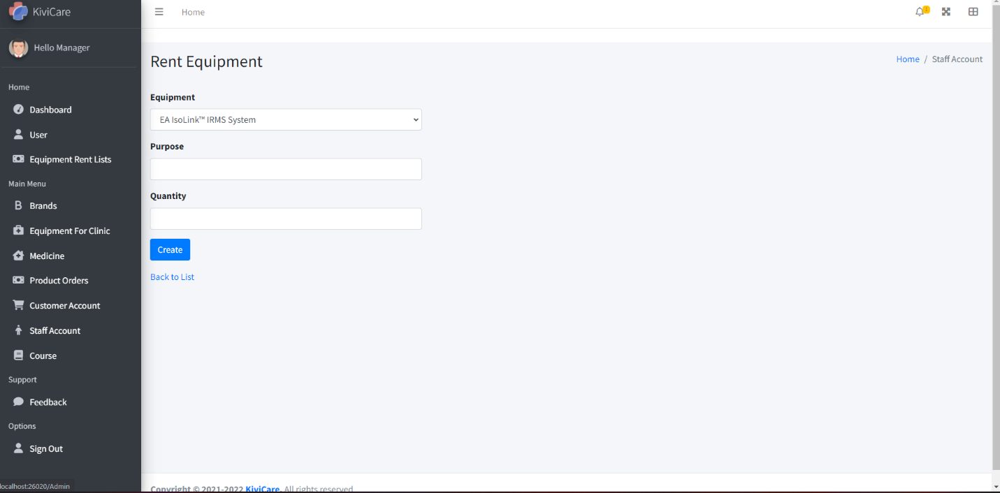 KiviCare
Home
Hello Manager
Rent Equipment
Home / Staff Account
Home
Dashboard
User
Equipment Rent Lists
Main Menu
Brands
Equipment For Clinic
Medicine
Product Orders
Customer Account
Staff Account
Course
Support
Feedback
Options
Sign Out
Equipment
EA IsoLink™ IRMS System
Purpose
Quantity
Create
Back to List
localhost:26020/Admin
Copyright © 2021-2022 KiviCare. All rights reserved